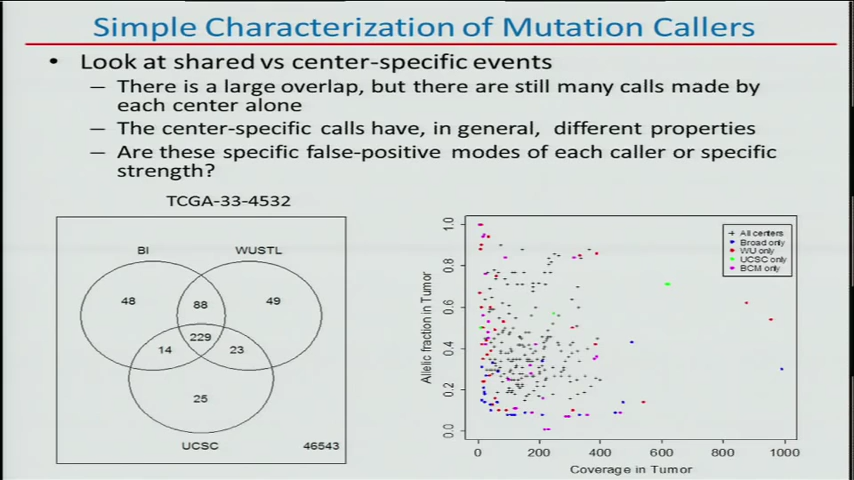 Simple Characterization of Mutation Callers
• Look at shared vs center-specific events
– There is a large overlap, but there are still many calls made by
each center alone
– The center-specific calls have, in general, different properties
– Are these specific false-positive modes of each caller or specific
strength?
TCGA-33-4532
BI
WUSTL
48
88
49
229
14
23
25
UCSC
46543
All centers
Broad only
WU only
UCSC only
BCM only
Allelic fraction in Tumor
1.0
0.8
0.6
0.4
0.2
0.0
0 200 400 600 800 1000
Coverage in Tumor